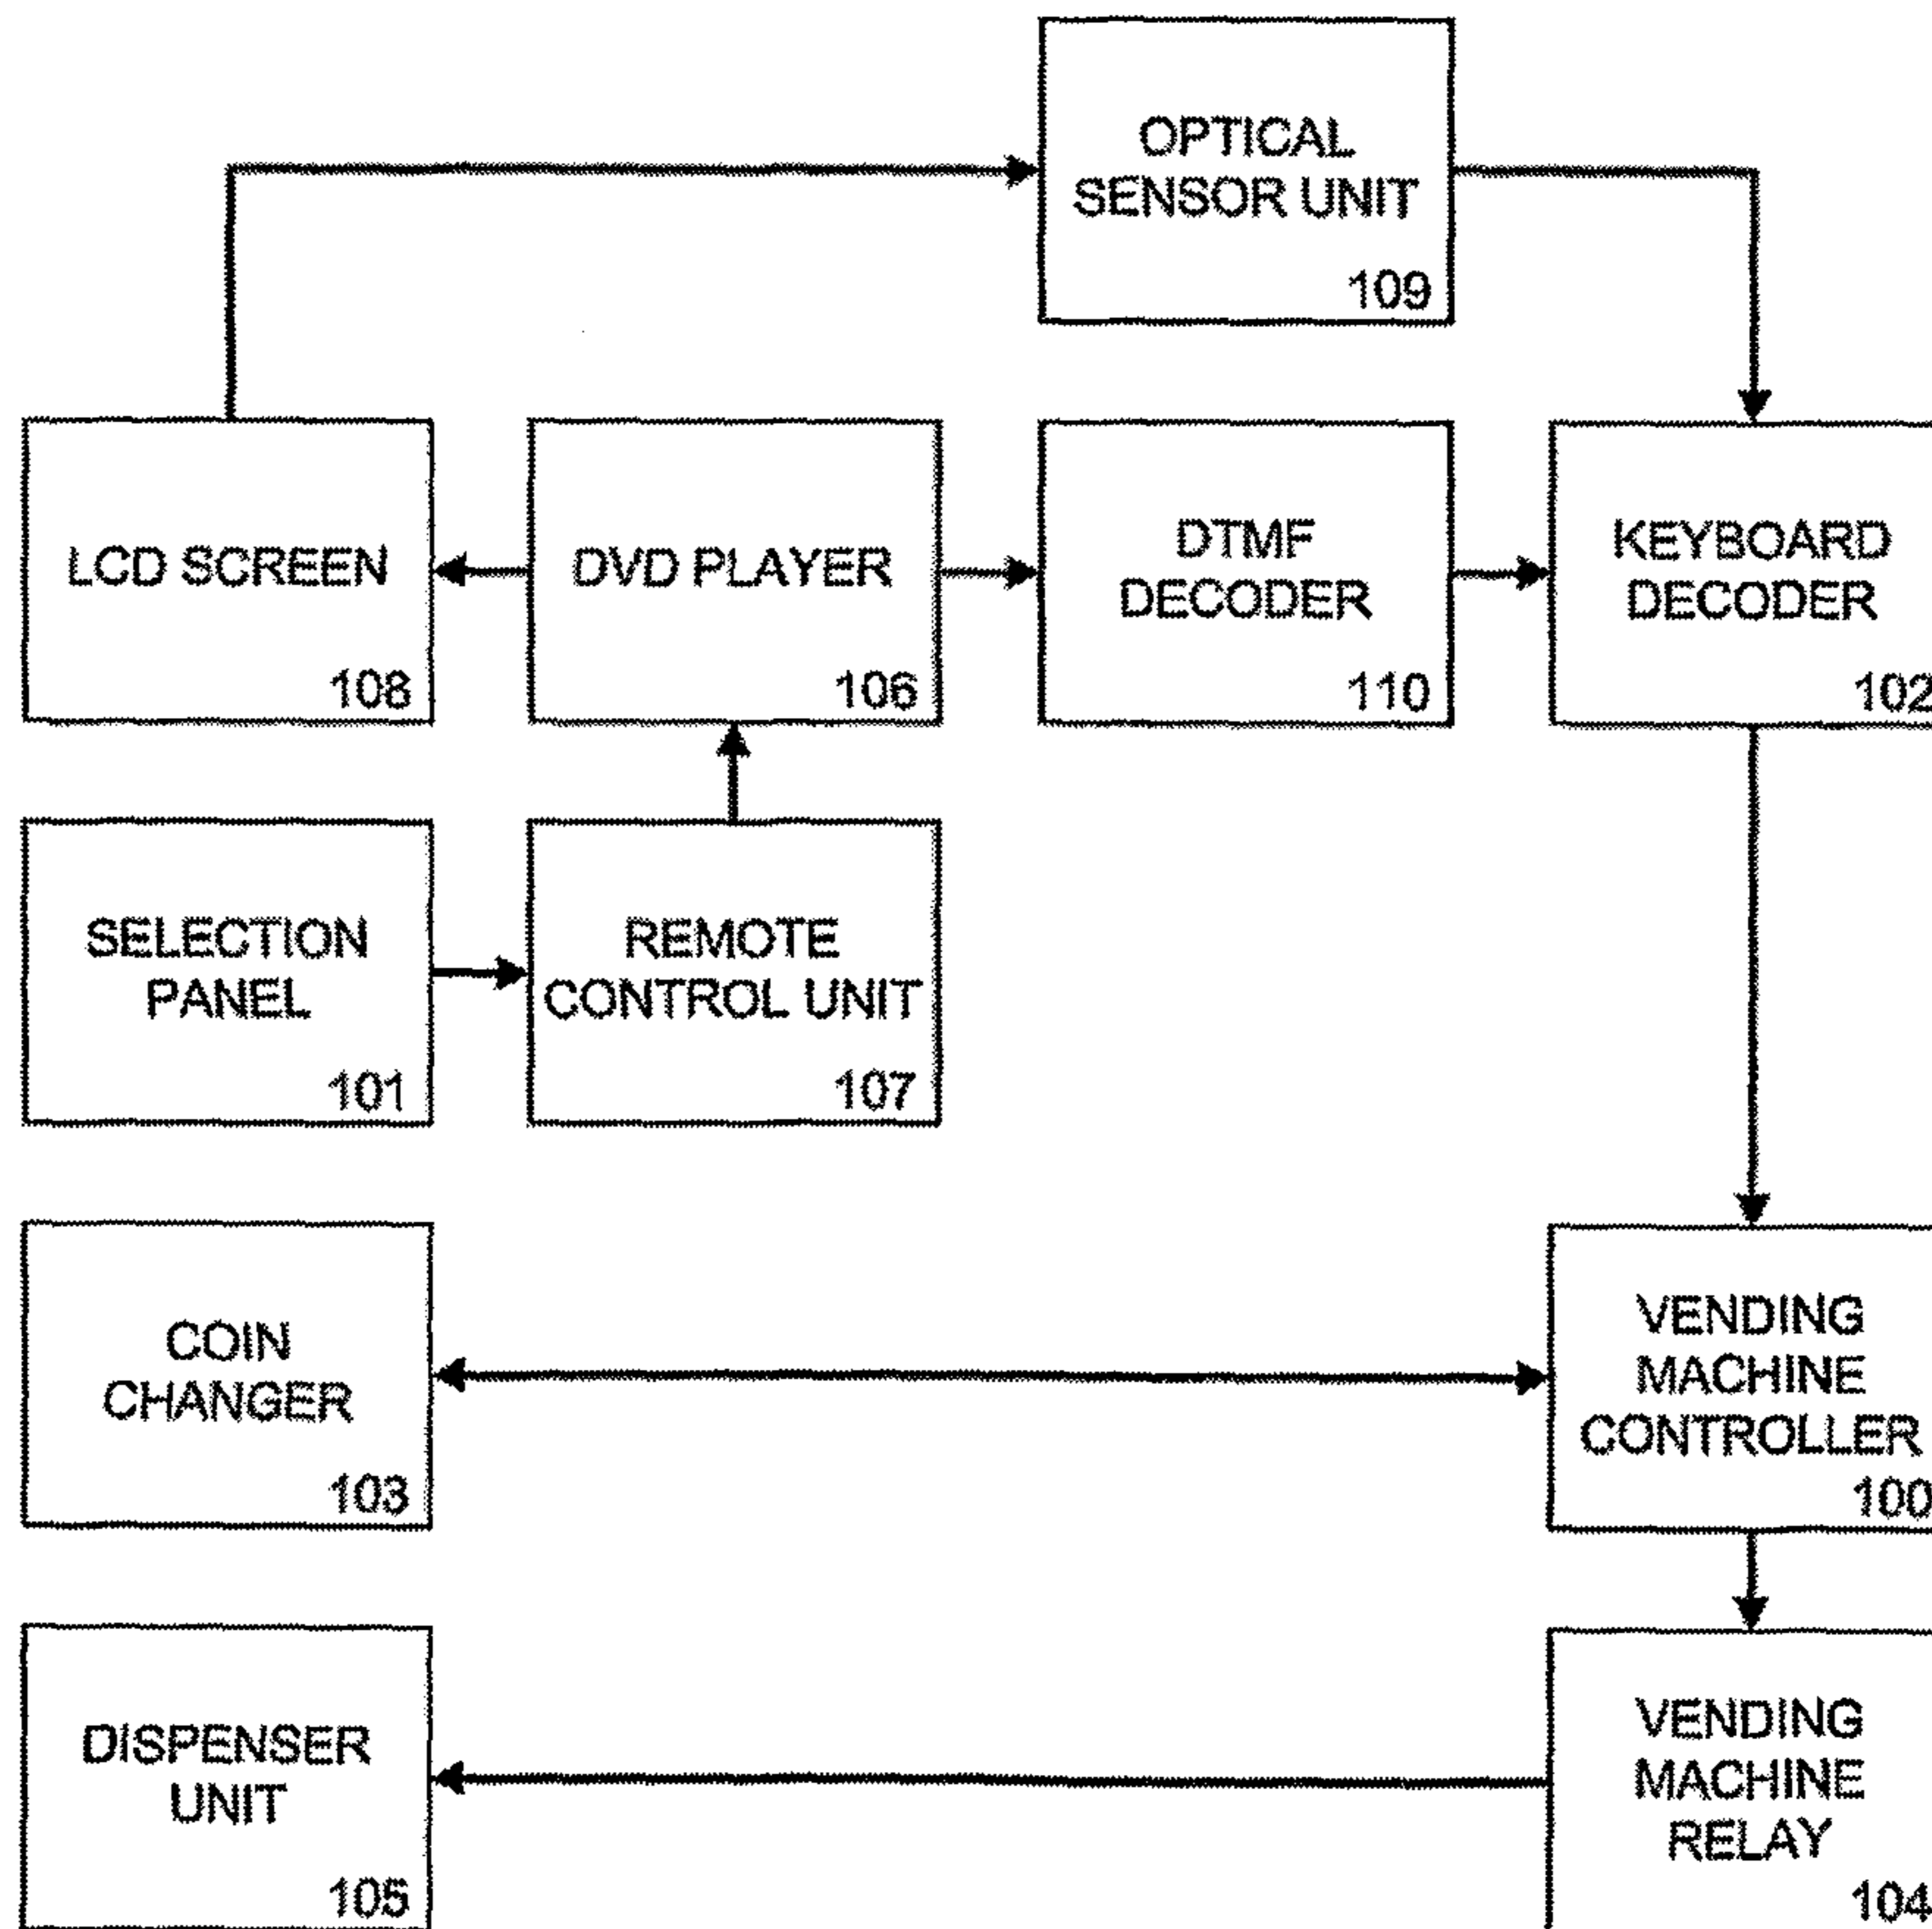 OPTICAL
SENSOR UNIT
109
LCD SCREEN
108
DVD PLAYER
106
DTMF
DECODER
110
KEYBOARD
DECODER
102
SELECTION
PANEL
101
REMOTE
CONTROL UNIT
107
COIN
CHANGER
103
VENDING
MACHINE
CONTROLLER
100
DISPENSER
UNIT
105
VENDING
MACHINE
RELAY
104